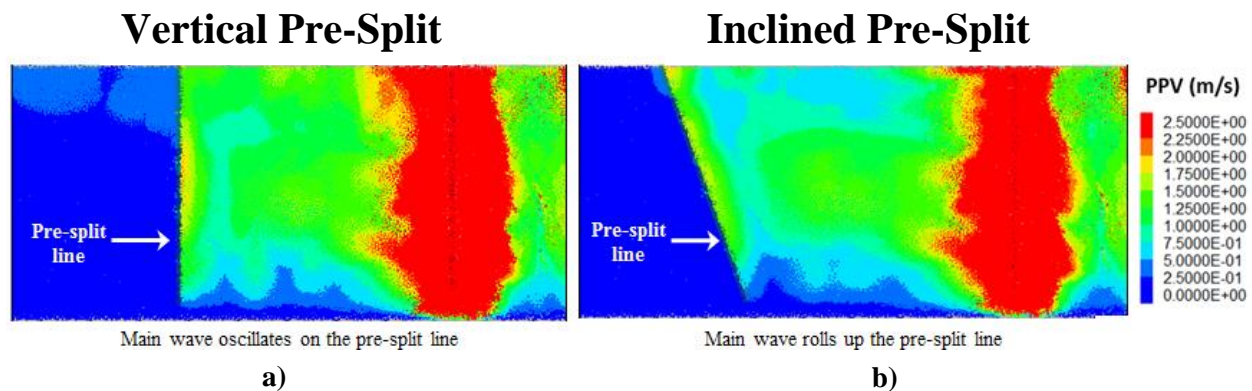 Vertical Pre-Split
Inclined Pre-Split
Pre-split
line
Pre-split
line
PPV (m/s)
2.5000E+00
2.2500E+00
2.0000E+00
1.7500E+00
1.5000E+00
1.2500E+00
1.0000E+00
7.5000E-01
5.0000E-01
2.5000E-01
0.0000E+00
Main wave oscillates on the pre-split line
Main wave rolls up the pre-split line
a)
b)